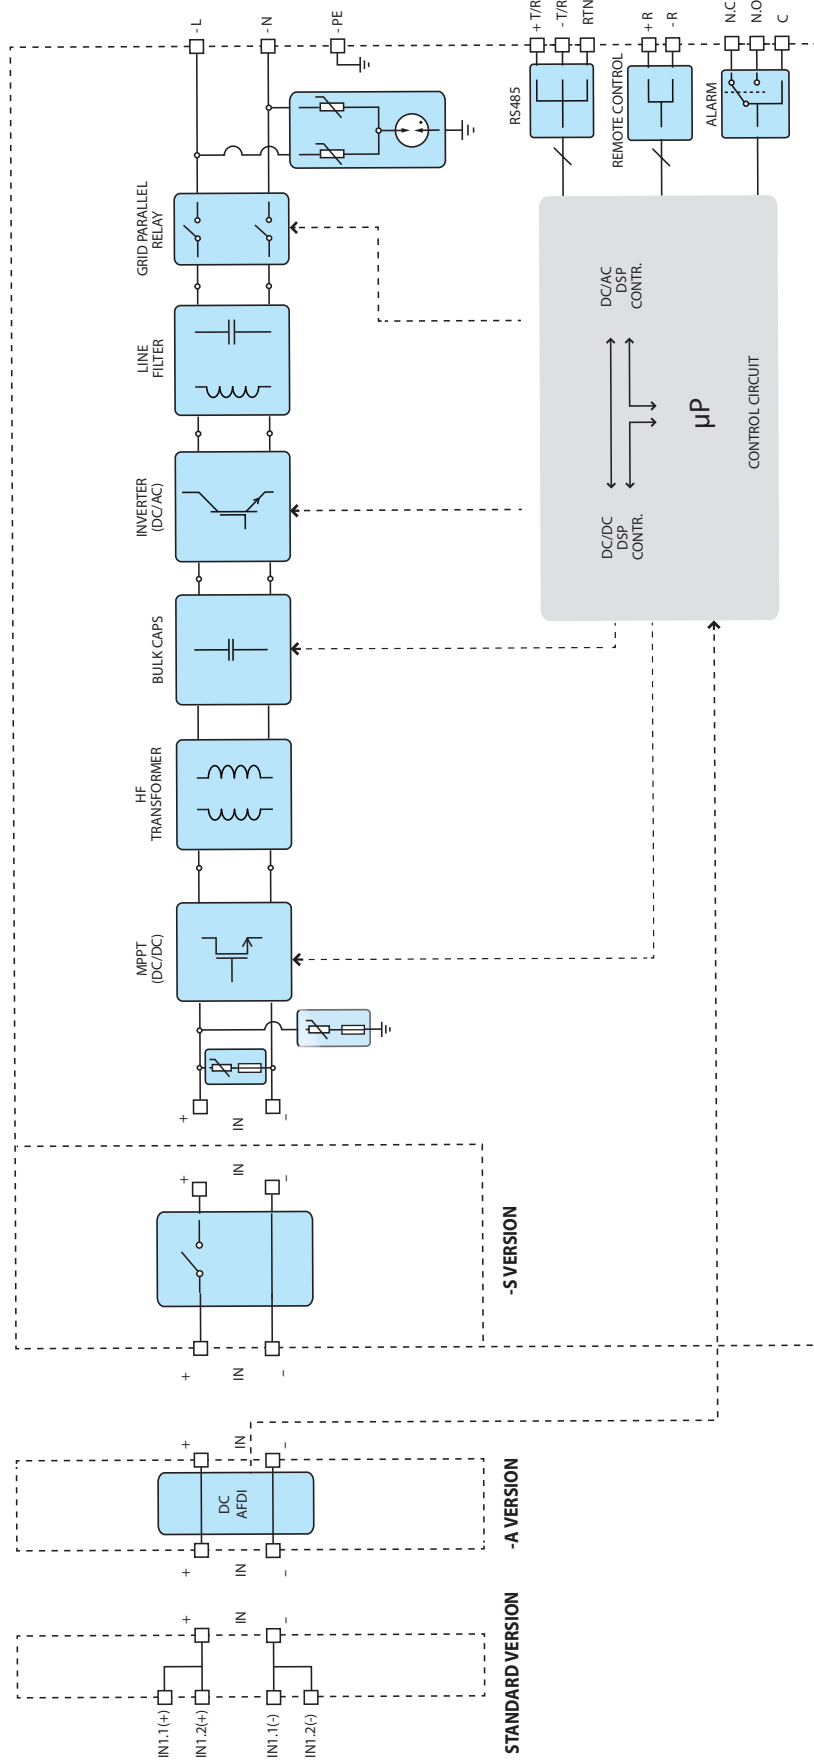 STANDARD VERSION
IN1.1(+)
IN1.2(+)
IN1.1(-)
IN1.2(-)
+
IN
–
-A VERSION
+
IN
–
DC
AFDI
+
IN
–
-S VERSION
+
IN
–
+
IN
–
+
IN
–
MPPT
(DC/DC)
HF
TRANSFORMER
BULK CAPS
INVERTER
(DC/AC)
LINE
FILTER
GRID PARALLEL
RELAY
- L
- N
- PE
DC/DC
DSP
CONTR.
DC/AC
DSP
CONTR.
µP
CONTROL CIRCUIT
RS485
+ T/R
- T/R
RTN
REMOTE CONTROL
+ R
- R
ALARM
N.C
N.O
C